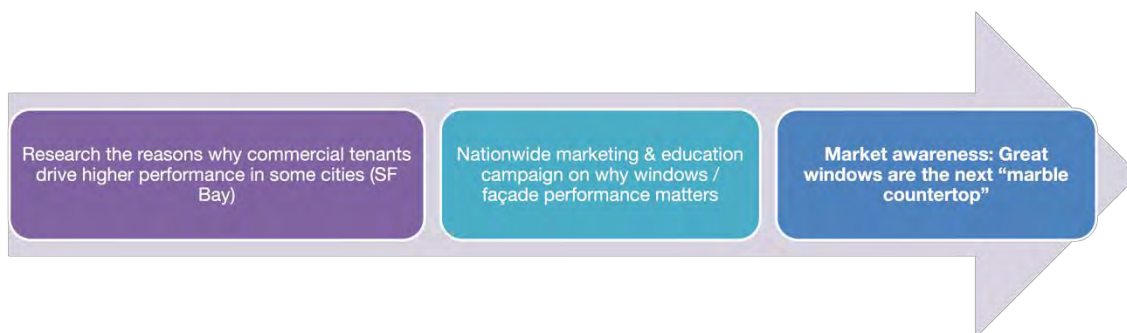 Research the reasons why commercial tenants
drive higher performance in some cities (SF
Bay)
Nationwide marketing & education
campaign on why windows /
façade performance matters
Market awareness: Great
windows are the next “marble
countertop”